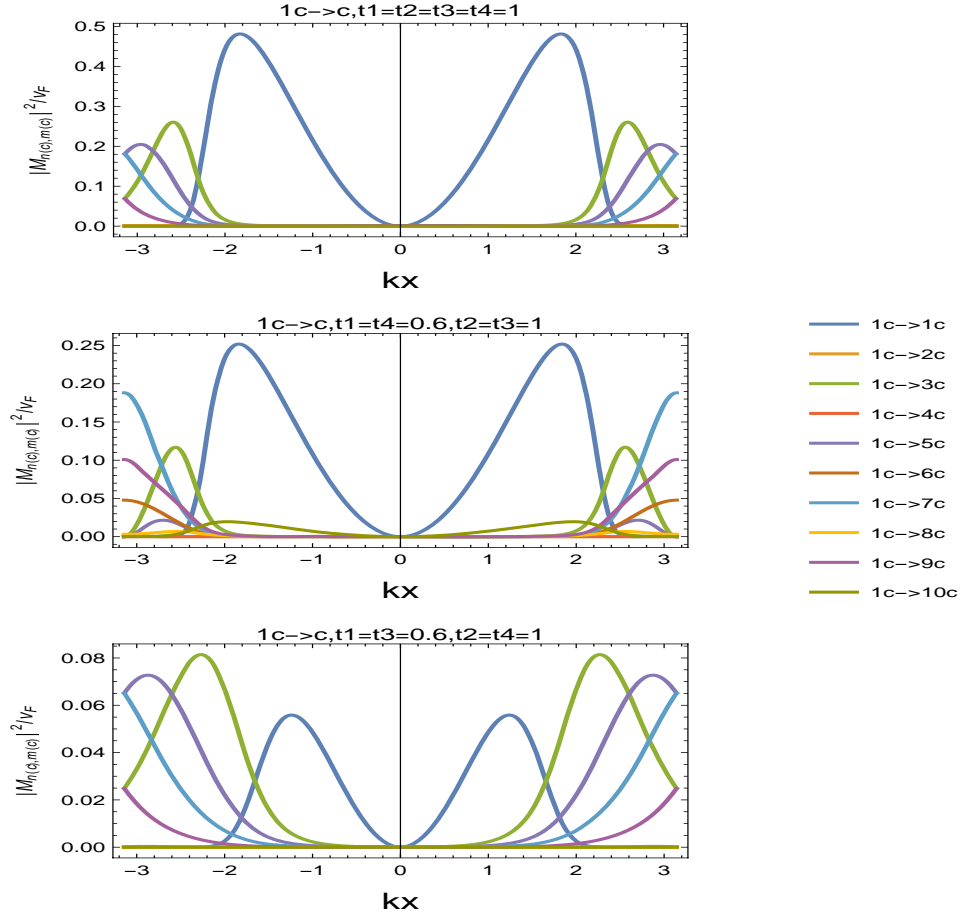 1c->c,t1=t2=t3=t4=1
|M_{n(c),m(c)}|^2/v_F
0.5
0.4
0.3
0.2
0.1
0.0
−3 −2 −1 0 1 2 3
kx
1c->c,t1=t4=0.6,t2=t3=1
|M_{n(c),m(c)}|^2/v_F
0.25
0.20
0.15
0.10
0.05
0.00
−3 −2 −1 0 1 2 3
kx
1c->c,t1=t3=0.6,t2=t4=1
|M_{n(c),m(c)}|^2/v_F
0.08
0.06
0.04
0.02
0.00
−3 −2 −1 0 1 2 3
kx
1c->1c
1c->2c
1c->3c
1c->4c
1c->5c
1c->6c
1c->7c
1c->8c
1c->9c
1c->10c